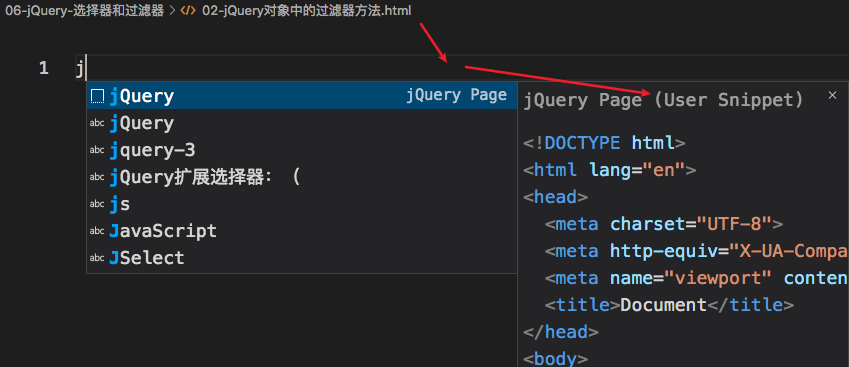 06-jQuery-选择器和过滤器 > 02-jQuery对象中的过滤器方法.html
1 j
jQuery jQuery Page
jQuery
jquery-3
jQuery扩展选择器： (
js
JavaScript
JSelect
jQuery Page (User Snippet) ×
<!DOCTYPE html>
<html lang="en">
<head>
<meta charset="UTF-8">
<meta http-equiv="X-UA-Compa
<meta name="viewport" conten
<title>Document</title>
</head>
<body>